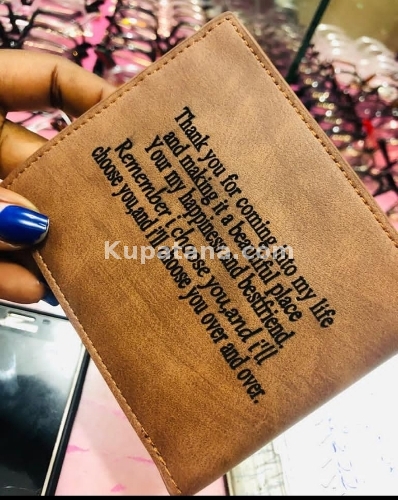 Thank you for coming into my life
and making it a beautiful place
Your my happiness and bestfriend,
Remember i choose you,and i'll
choose you,and i'll choose you over and over.
Kupatana.com